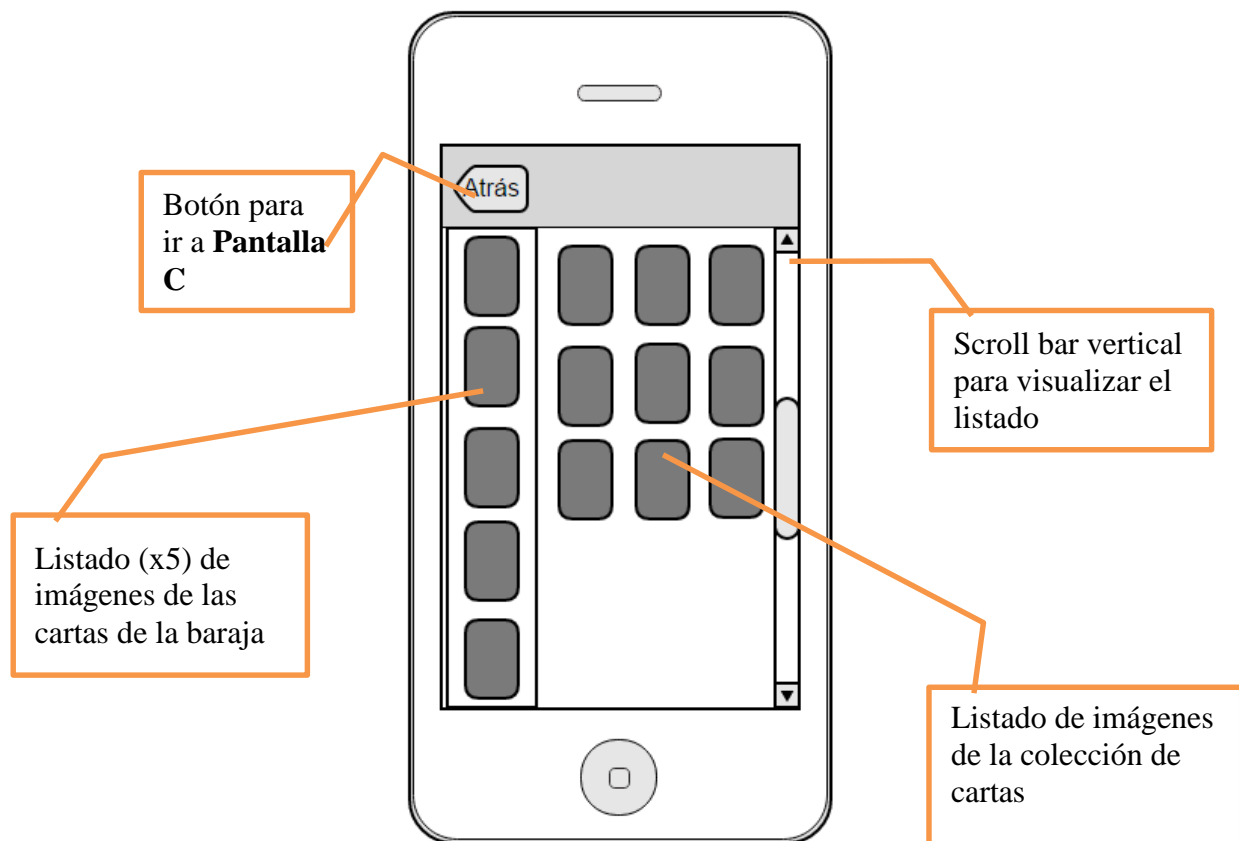 Atrás
Botón para
ir a Pantalla
C
Scroll bar vertical
para visualizar el
listado
Listado (x5) de
imágenes de las
cartas de la baraja
Listado de imágenes
de la colección de
cartas